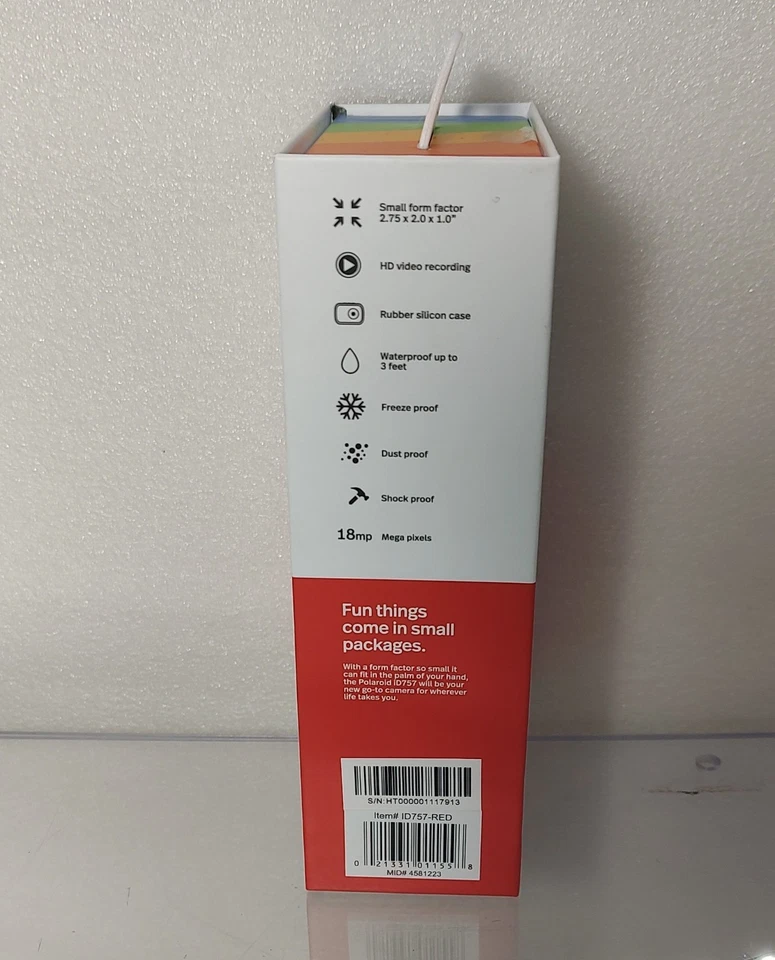 Small form factor
2.75 x 2.0 x 1.0"
HD video recording
Rubber silicon case
Waterproof up to
3 feet
Freeze proof
Dust proof
Shock proof
18mp Mega pixels
Fun things
come in small
packages.
With a form factor so small it
can fit in the palm of your hand,
the Polaroid iD757 will be your
new go-to camera for wherever
life takes you.
S/N:HT000001117913
Item# ID757-RED
0 21331 01155 8
MID# 4581223